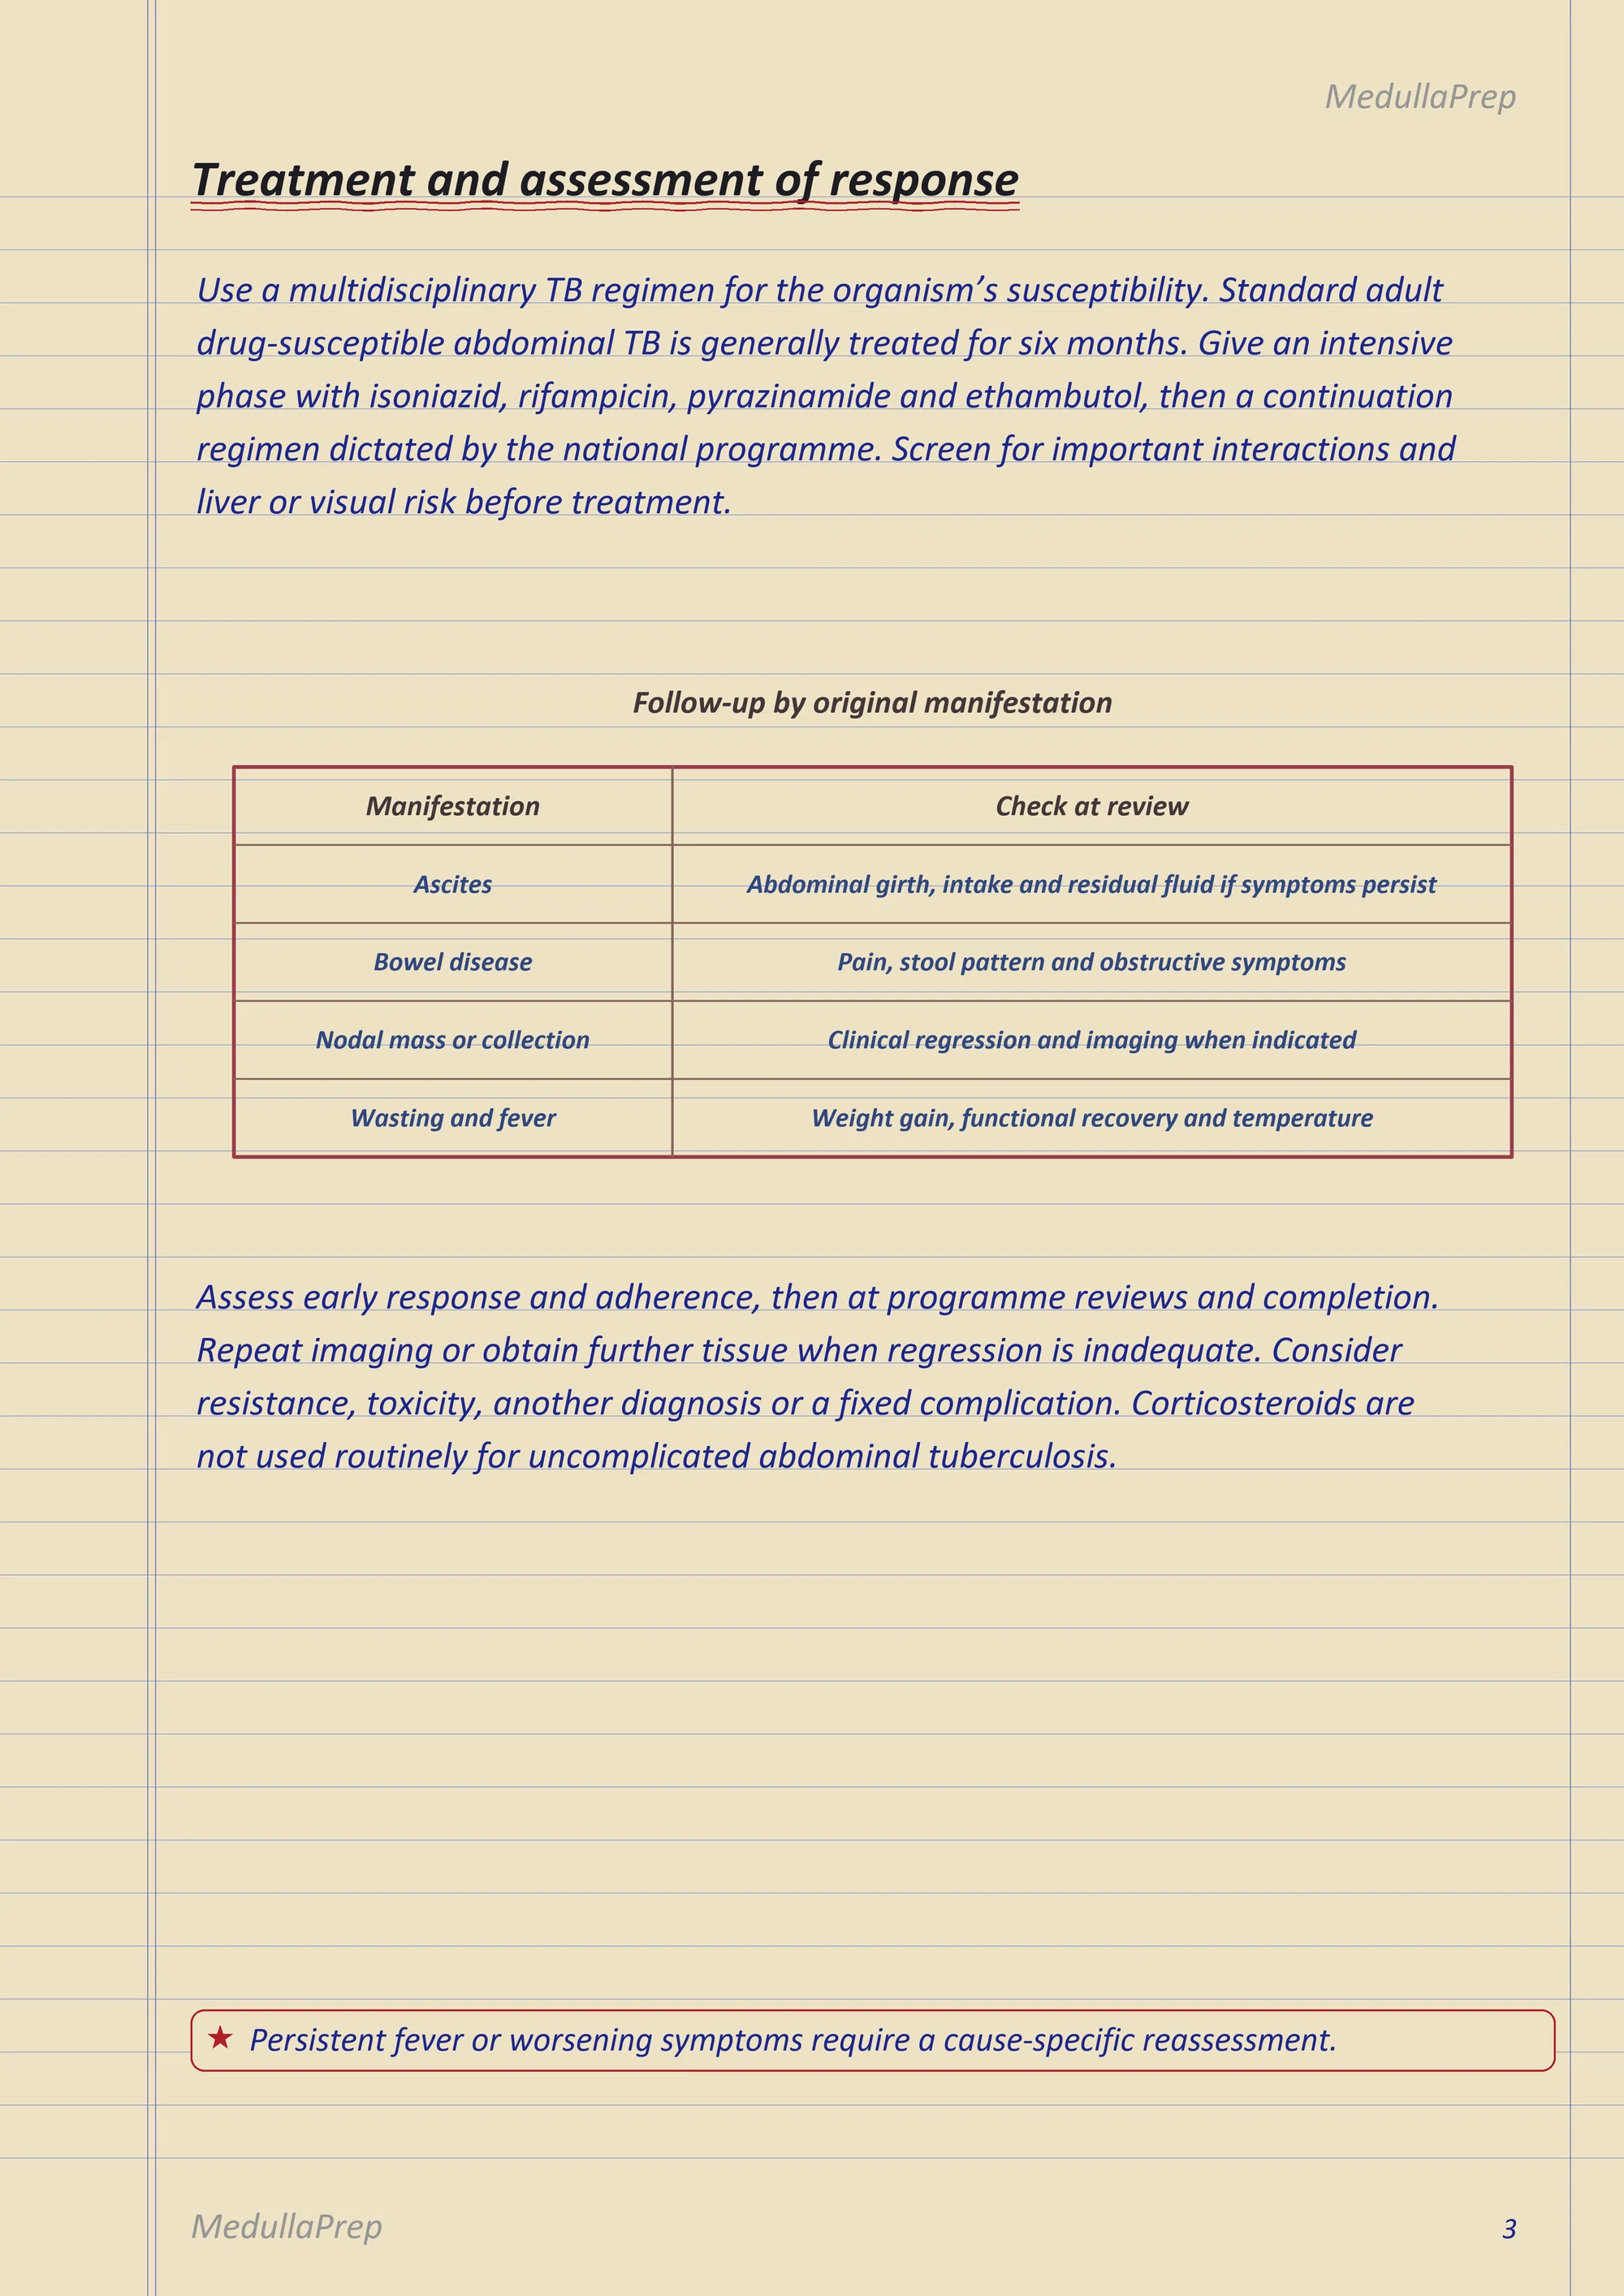 MedullaPrep
Treatment and assessment of response
Use a multidisciplinary TB regimen for the organism’s susceptibility. Standard adult
drug-susceptible abdominal TB is generally treated for six months. Give an intensive
phase with isoniazid, rifampicin, pyrazinamide and ethambutol, then a continuation
regimen dictated by the national programme. Screen for important interactions and
liver or visual risk before treatment.
Follow-up by original manifestation
Manifestation Check at review
Ascites Abdominal girth, intake and residual fluid if symptoms persist
Bowel disease Pain, stool pattern and obstructive symptoms
Nodal mass or collection Clinical regression and imaging when indicated
Wasting and fever Weight gain, functional recovery and temperature
Assess early response and adherence, then at programme reviews and completion.
Repeat imaging or obtain further tissue when regression is inadequate. Consider
resistance, toxicity, another diagnosis or a fixed complication. Corticosteroids are
not used routinely for uncomplicated abdominal tuberculosis.
★ Persistent fever or worsening symptoms require a cause-specific reassessment.
MedullaPrep 3